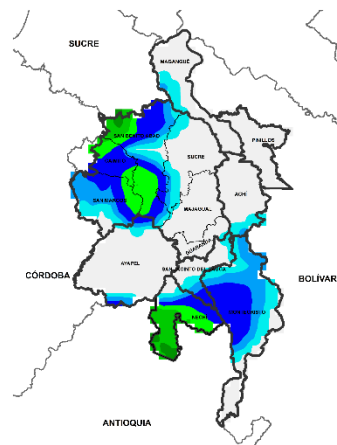 SUCRE
MAGANGUÉ
SAN BENITO ABAD
PINILLOS
SUCRE
CAIMITO
ACHÍ
SAN MARCOS
MAJAGUAL
GUARANDA
AYAPEL
CÓRDOBA
SAN JACINTO DEL CAUCA
BOLÍVAR
NECHÍ
ANTIOQUIA